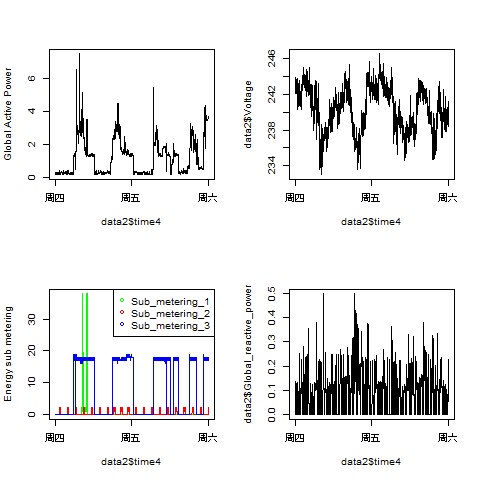 Global Active Power
0 2 4 6
周四 周五 周六
data2$time4
data2$Voltage
234 238 242 246
周四 周五 周六
data2$time4
Energy sub metering
0 10 20 30
Sub_metering_1
Sub_metering_2
Sub_metering_3
周四 周五 周六
data2$time4
data2$Global_reactive_power
0.0 0.1 0.2 0.3 0.4 0.5
周四 周五 周六
data2$time4